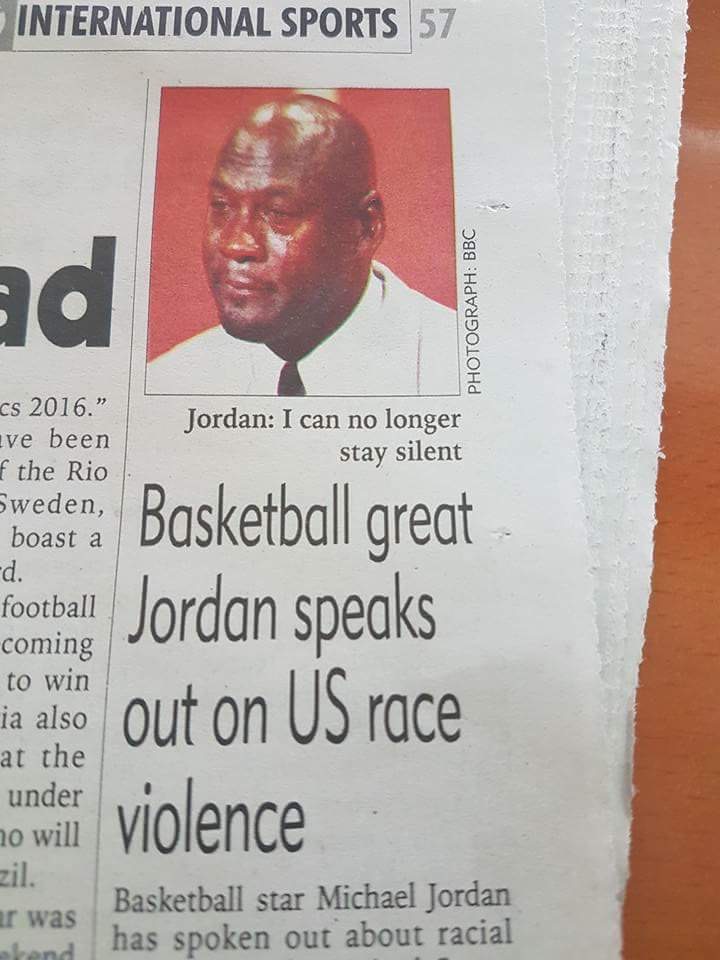 INTERNATIONAL SPORTS 57
ad
cs 2016.”
ave been
f the Rio
Sweden,
boast a
d.
football
coming
to win
ia also
at the
under
ho will
zil.
ar was
ekend
PHOTOGRAPH: BBC
Jordan: I can no longer
stay silent
Basketball great
Jordan speaks
out on US race
violence
Basketball star Michael Jordan
has spoken out about racial